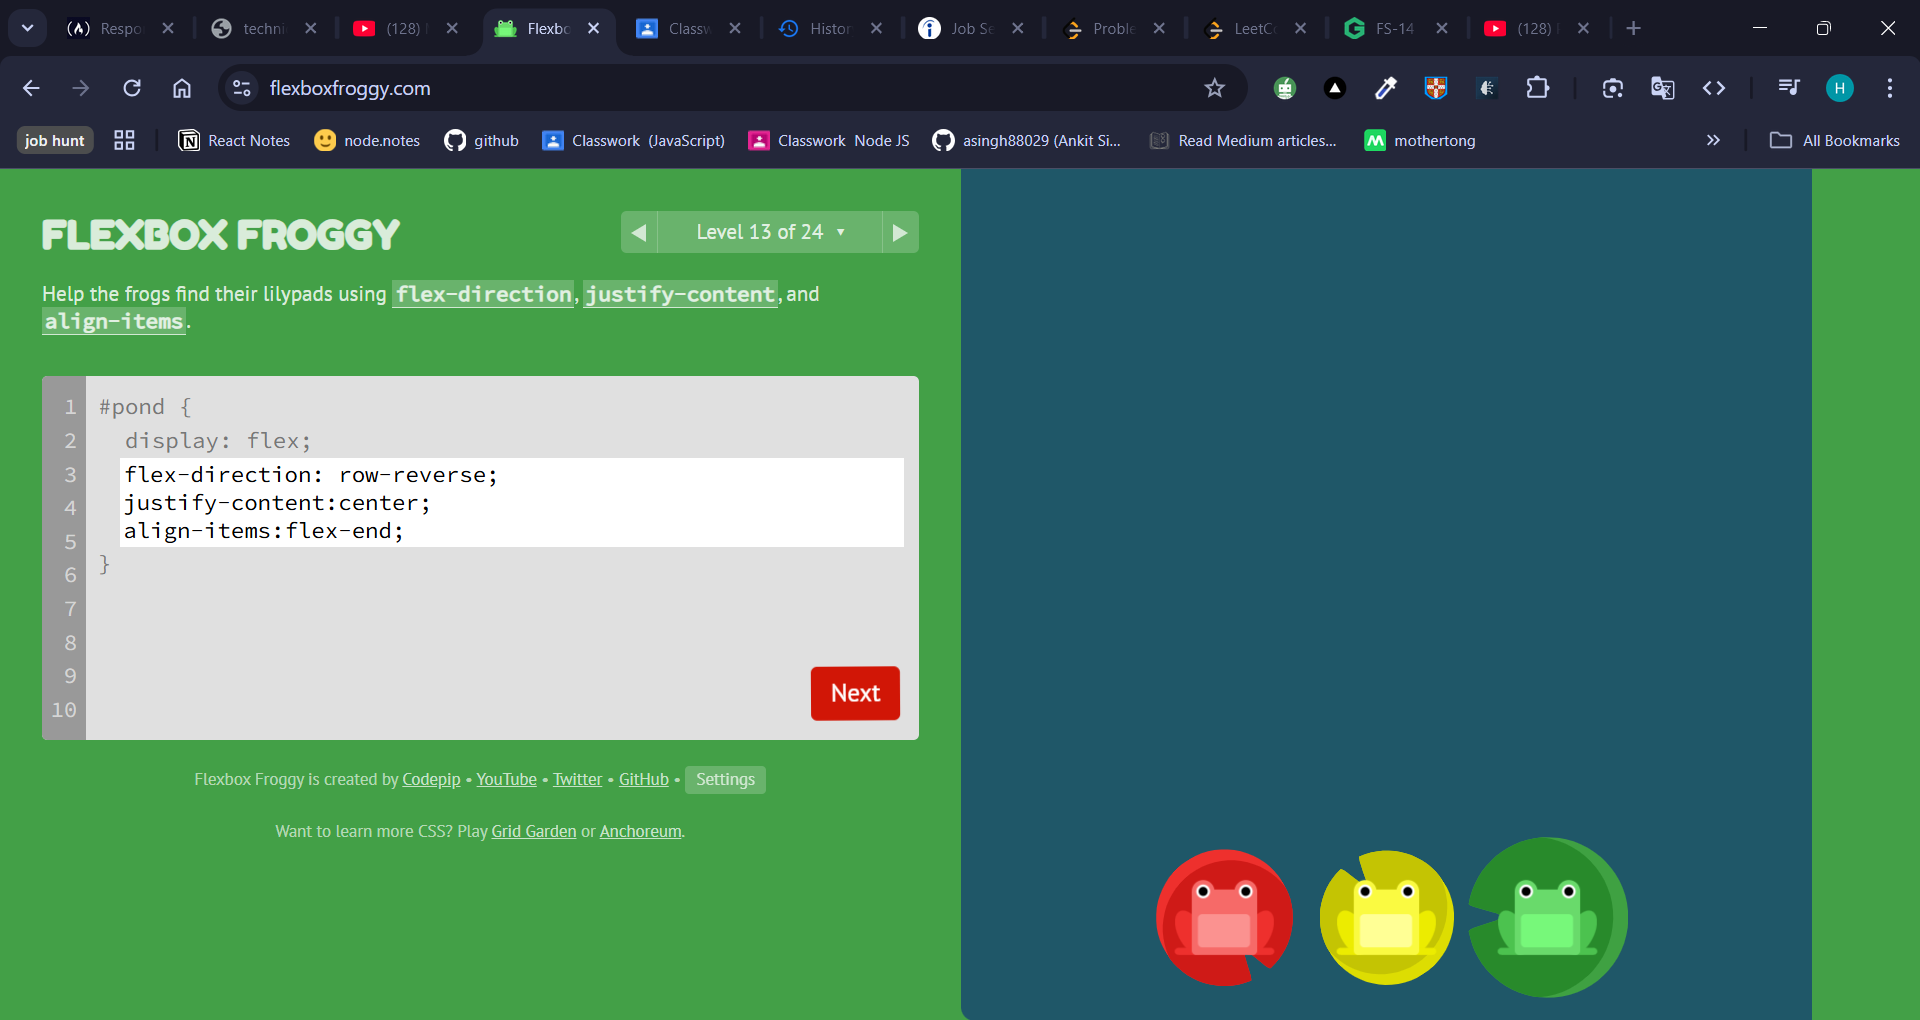 Respo
techni
(128)
Flexbo
Classw
Histor
Job Se
Proble
LeetCo
FS-14
(128)
flexboxfroggy.com
H
job hunt
React Notes
node.notes
github
Classwork (JavaScript)
Classwork Node JS
asingh88029 (Ankit Si...
Read Medium articles...
mothertong
All Bookmarks
FLEXBOX FROGGY
Level 13 of 24
Help the frogs find their lilypads using flex-direction, justify-content, and
align-items.
1 #pond {
2 display: flex;
3 flex-direction: row-reverse;
4 justify-content:center;
5 align-items:flex-end;
6 }
7
8
9
10
Next
Flexbox Froggy is created by Codepip • YouTube • Twitter • GitHub • Settings
Want to learn more CSS? Play Grid Garden or Anchoreum.